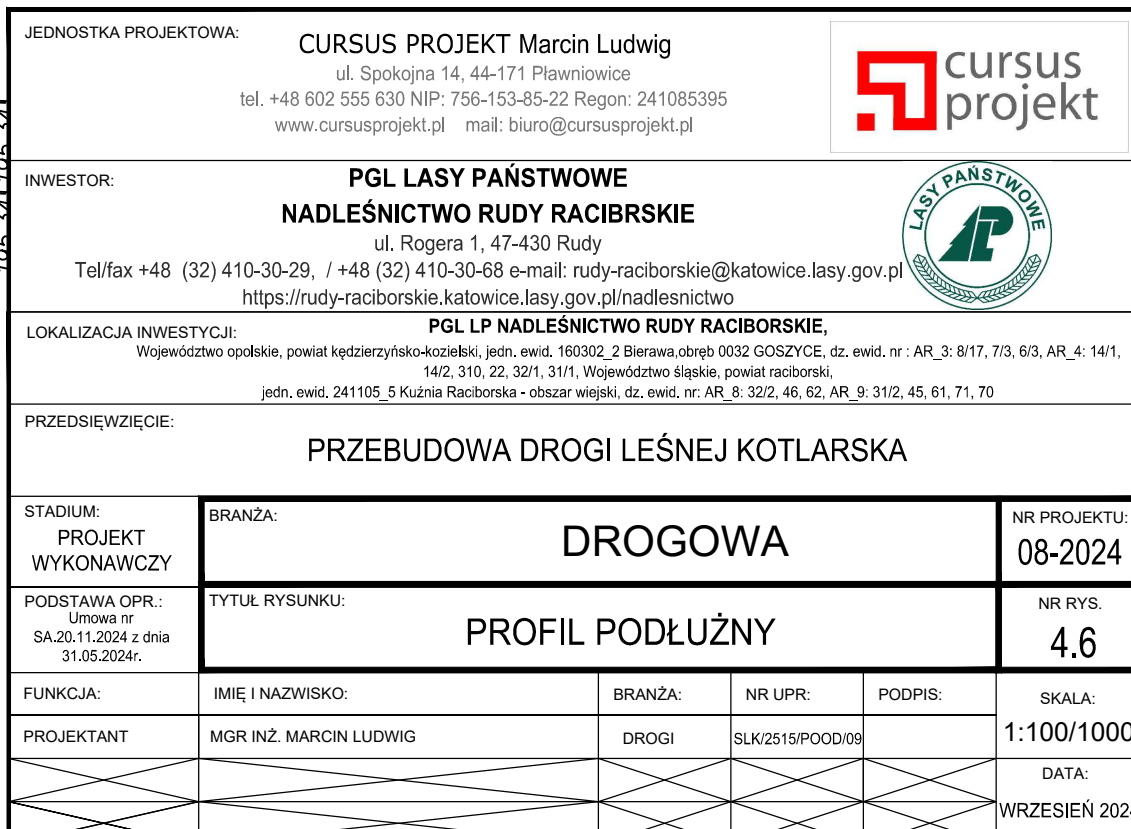 JEDNOSTKA PROJEKTOWA:
CURSUS PROJEKT Marcin Ludwig
ul. Spokojna 14, 44-171 Pławniowice
tel. +48 602 555 630 NIP: 756-153-85-22 Regon: 241085395
www.cursusprojekt.pl mail: biuro@cursusprojekt.pl
cursus
projekt
INWESTOR:
PGL LASY PAŃSTWOWE
NADLEŚNICTWO RUDY RACIBRSKIE
ul. Rogera 1, 47-430 Rudy
Tel/fax +48 (32) 410-30-29, / +48 (32) 410-30-68 e-mail: rudy-raciborskie@katowice.lasy.gov.pl
https://rudy-raciborskie.katowice.lasy.gov.pl/nadlesnictwo
LASY PAŃSTWOWE
LOKALIZACJA INWESTYCJI:
PGL LP NADLEŚNICTWO RUDY RACIBORSKIE,
Województwo opolskie, powiat kędzierzyńsko-kozielski, jedn. ewid. 160302_2 Bierawa,obręb 0032 GOSZYCE, dz. ewid. nr : AR_3: 8/17, 7/3, 6/3, AR_4: 14/1,
14/2, 310, 22, 32/1, 31/1, Województwo śląskie, powiat raciborski,
jedn. ewid. 241105_5 Kuźnia Raciborska - obszar wiejski, dz. ewid. nr: AR_8: 32/2, 46, 62, AR_9: 31/2, 45, 61, 71, 70
PRZEDSIĘWZIĘCIE:
PRZEBUDOWA DROGI LEŚNEJ KOTLARSKA
STADIUM:
PROJEKT
WYKONAWCZY
BRANŻA:
DROGOWA
NR PROJEKTU:
08-2024
PODSTAWA OPR.:
Umowa nr
SA.20.11.2024 z dnia
31.05.2024r.
TYTUŁ RYSUNKU:
PROFIL PODŁUŻNY
NR RYS.
4.6
FUNKCJA:
IMIĘ I NAZWISKO:
BRANŻA:
NR UPR:
PODPIS:
SKALA:
1:100/1000
PROJEKTANT
MGR INŻ. MARCIN LUDWIG
DROGI
SLK/2515/POOD/09
DATA:
WRZESIEŃ 2024